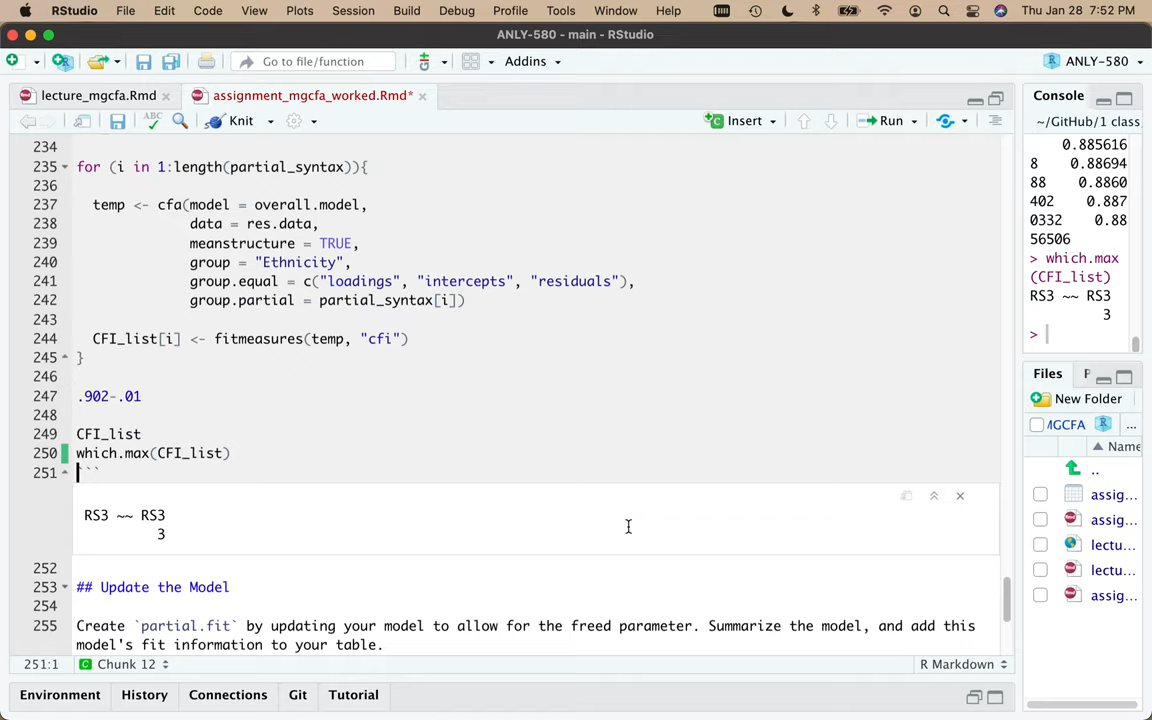 RStudio File Edit Code View Plots Session Build Debug Profile Tools Window Help Thu Jan 28 7:52 PM
ANLY-580 - main - RStudio
Go to file/function Addins ANLY-580
lecture_mgcfa.Rmd assignment_mgcfa_worked.Rmd*
ABC Knit Insert Run
234
235 for (i in 1:length(partial_syntax)){
236
237 temp <- cfa(model = overall.model,
238 data = res.data,
239 meanstructure = TRUE,
240 group = "Ethnicity",
241 group.equal = c("loadings", "intercepts", "residuals"),
242 group.partial = partial_syntax[i])
243
244 CFI_list[i] <- fitmeasures(temp, "cfi")
245 }
246
247 .902-.01
248
249 CFI_list
250 which.max(CFI_list)
251 ```
RS3 ~~ RS3
3
252
253 ## Update the Model
254
255 Create `partial.fit` by updating your model to allow for the freed parameter. Summarize the model, and add this
model's fit information to your table.
251:1 Chunk 12 R Markdown
Environment History Connections Git Tutorial
Console
~/GitHub/1 class
0.885616
8 0.88694
88 0.8860
402 0.887
0332 0.88
56506
> which.max
(CFI_list)
RS3 ~~ RS3
3
>
Files P
New Folder
MGCFA ...
Name
..
assig...
assig...
lectu...
lectu...
assig...